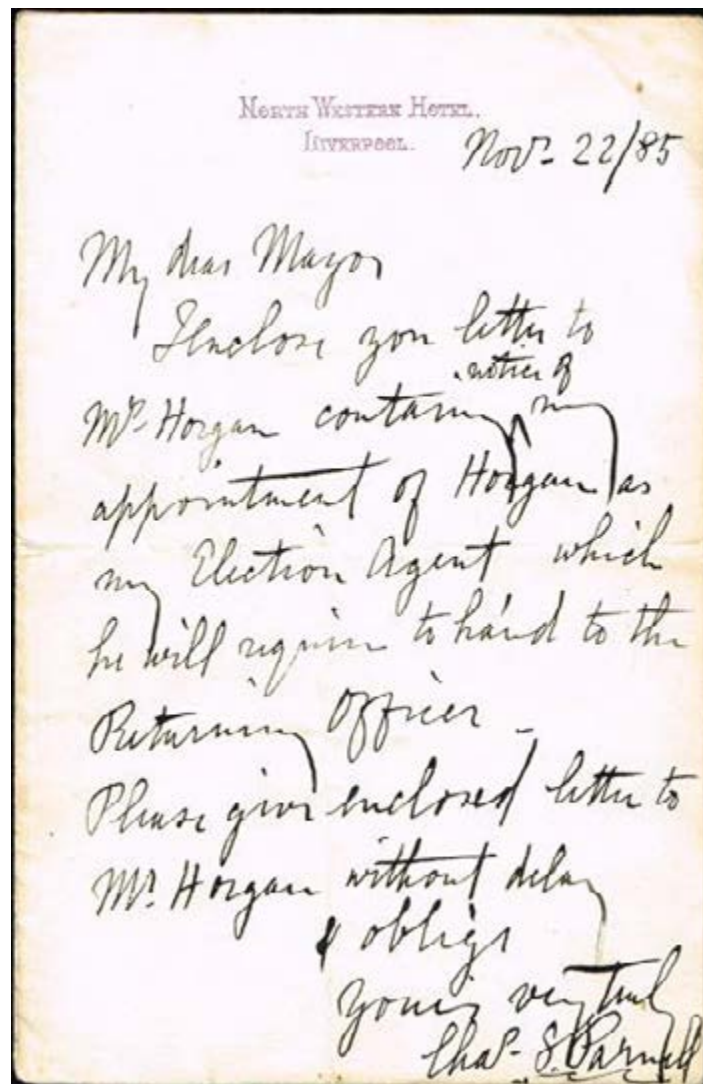 NORTH WESTERN HOTEL.
LIVERPOOL.
Novr. 22/85
My dear Mayor
I enclose you letter to
Mr. Horgan containing notice of my
appointment of Horgan as
my Election Agent which
he will require to hand to the
Returning Officer –
Please give enclosed letter to
Mr. Horgan without delay
& oblige
Yours very truly
Chas. S. Parnell